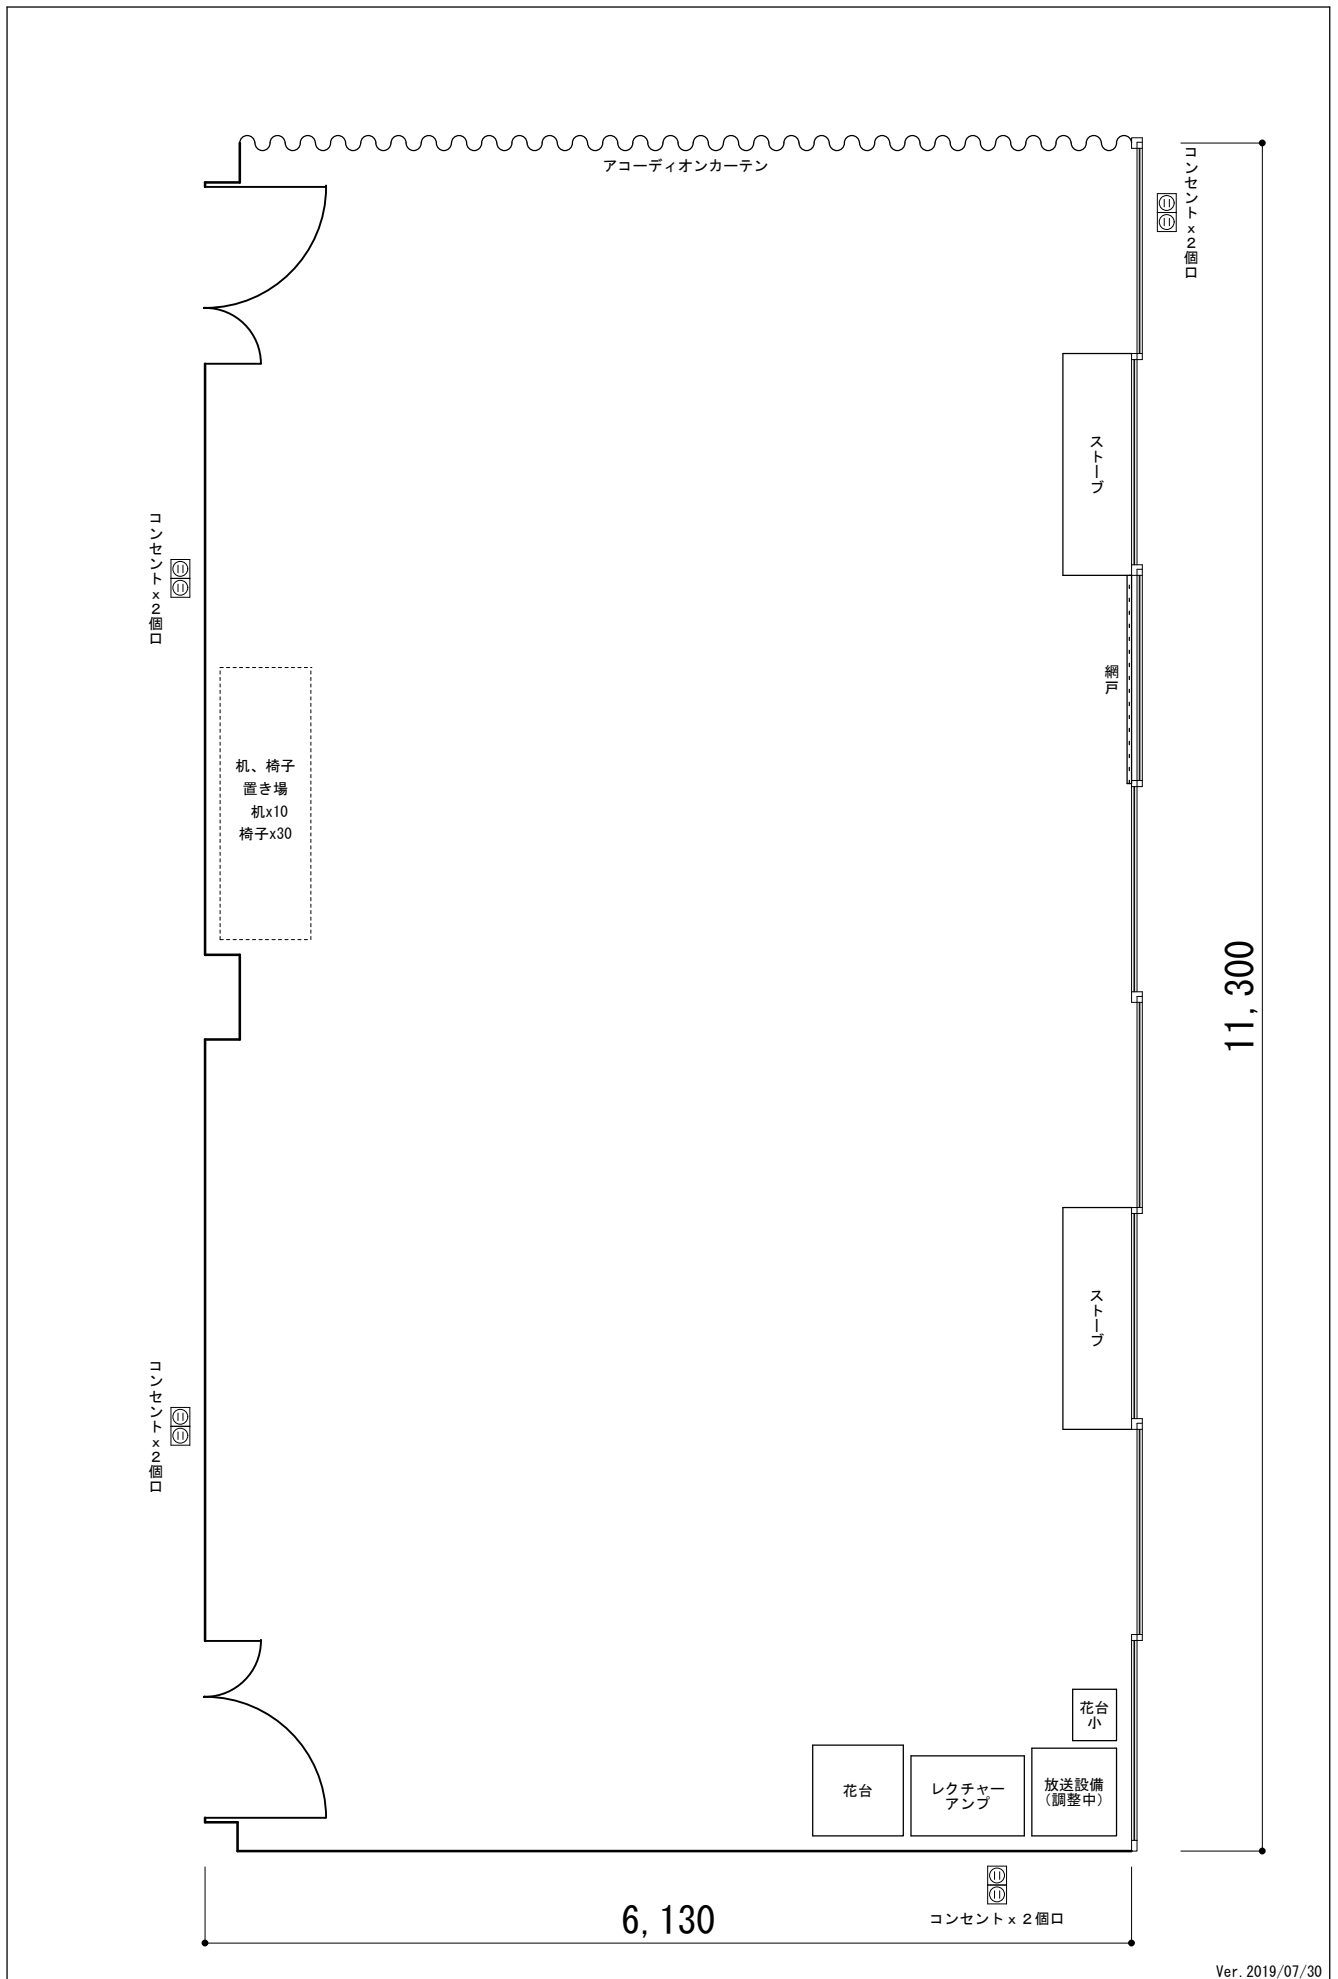 アコーディオンカーテン
コンセントx2個口
ストーブ
コンセントx2個口
網戸
机、椅子
置き場
机x10
椅子x30
11,300
ストーブ
コンセントx2個口
花台
小
花台
レクチャー
アンプ
放送設備
(調整中)
コンセントx2個口
6,130
Ver.2019/07/30